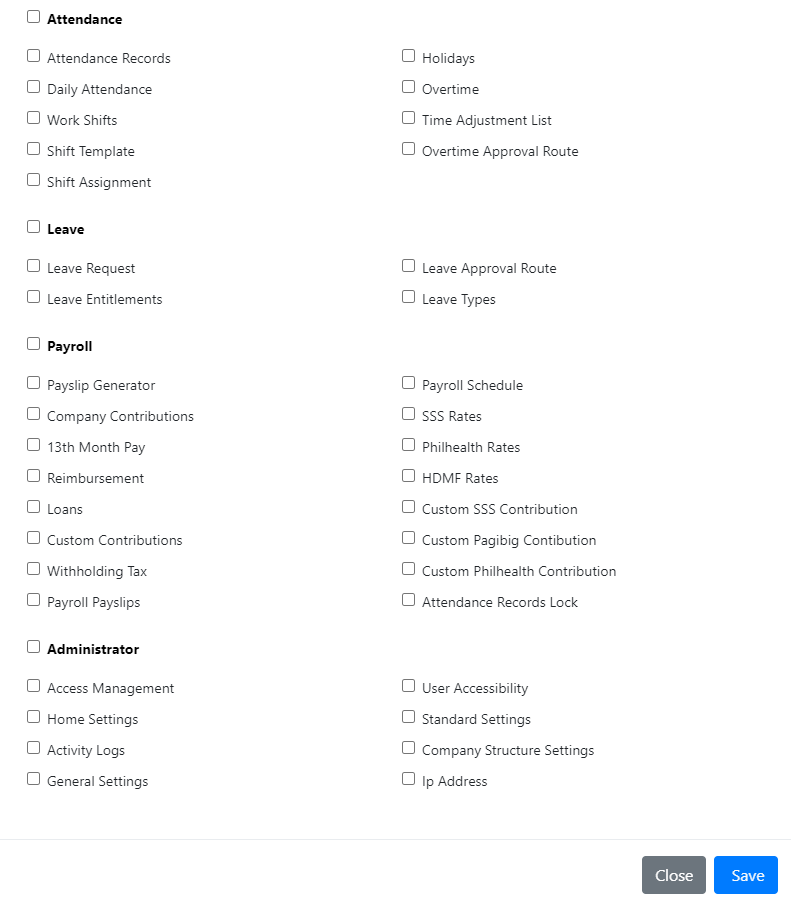 Attendance
Attendance Records
Holidays
Daily Attendance
Overtime
Work Shifts
Time Adjustment List
Shift Template
Overtime Approval Route
Shift Assignment
Leave
Leave Request
Leave Approval Route
Leave Entitlements
Leave Types
Payroll
Payslip Generator
Payroll Schedule
Company Contributions
SSS Rates
13th Month Pay
Philhealth Rates
Reimbursement
HDMF Rates
Loans
Custom SSS Contribution
Custom Contributions
Custom Pagibig Contibution
Withholding Tax
Custom Philhealth Contribution
Payroll Payslips
Attendance Records Lock
Administrator
Access Management
User Accessibility
Home Settings
Standard Settings
Activity Logs
Company Structure Settings
General Settings
Ip Address
Close
Save